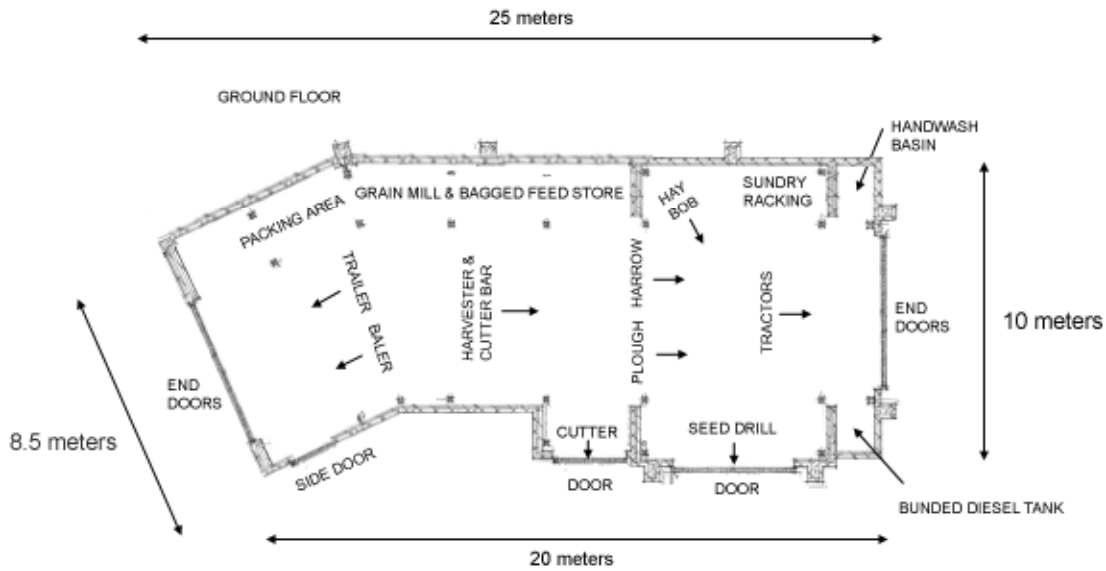 25 meters
GROUND FLOOR
HANDWASH
BASIN
GRAIN MILL & BAGGED FEED STORE
SUNDRY
RACKING
HAY
BOB
PACKING AREA
TRAILER
BALER
HARVESTER &
CUTTER BAR
PLOUGH HARROW
TRACTORS
END
DOORS
10 meters
END
DOORS
8.5 meters
SIDE DOOR
CUTTER
DOOR
SEED DRILL
DOOR
BUNDED DIESEL TANK
20 meters